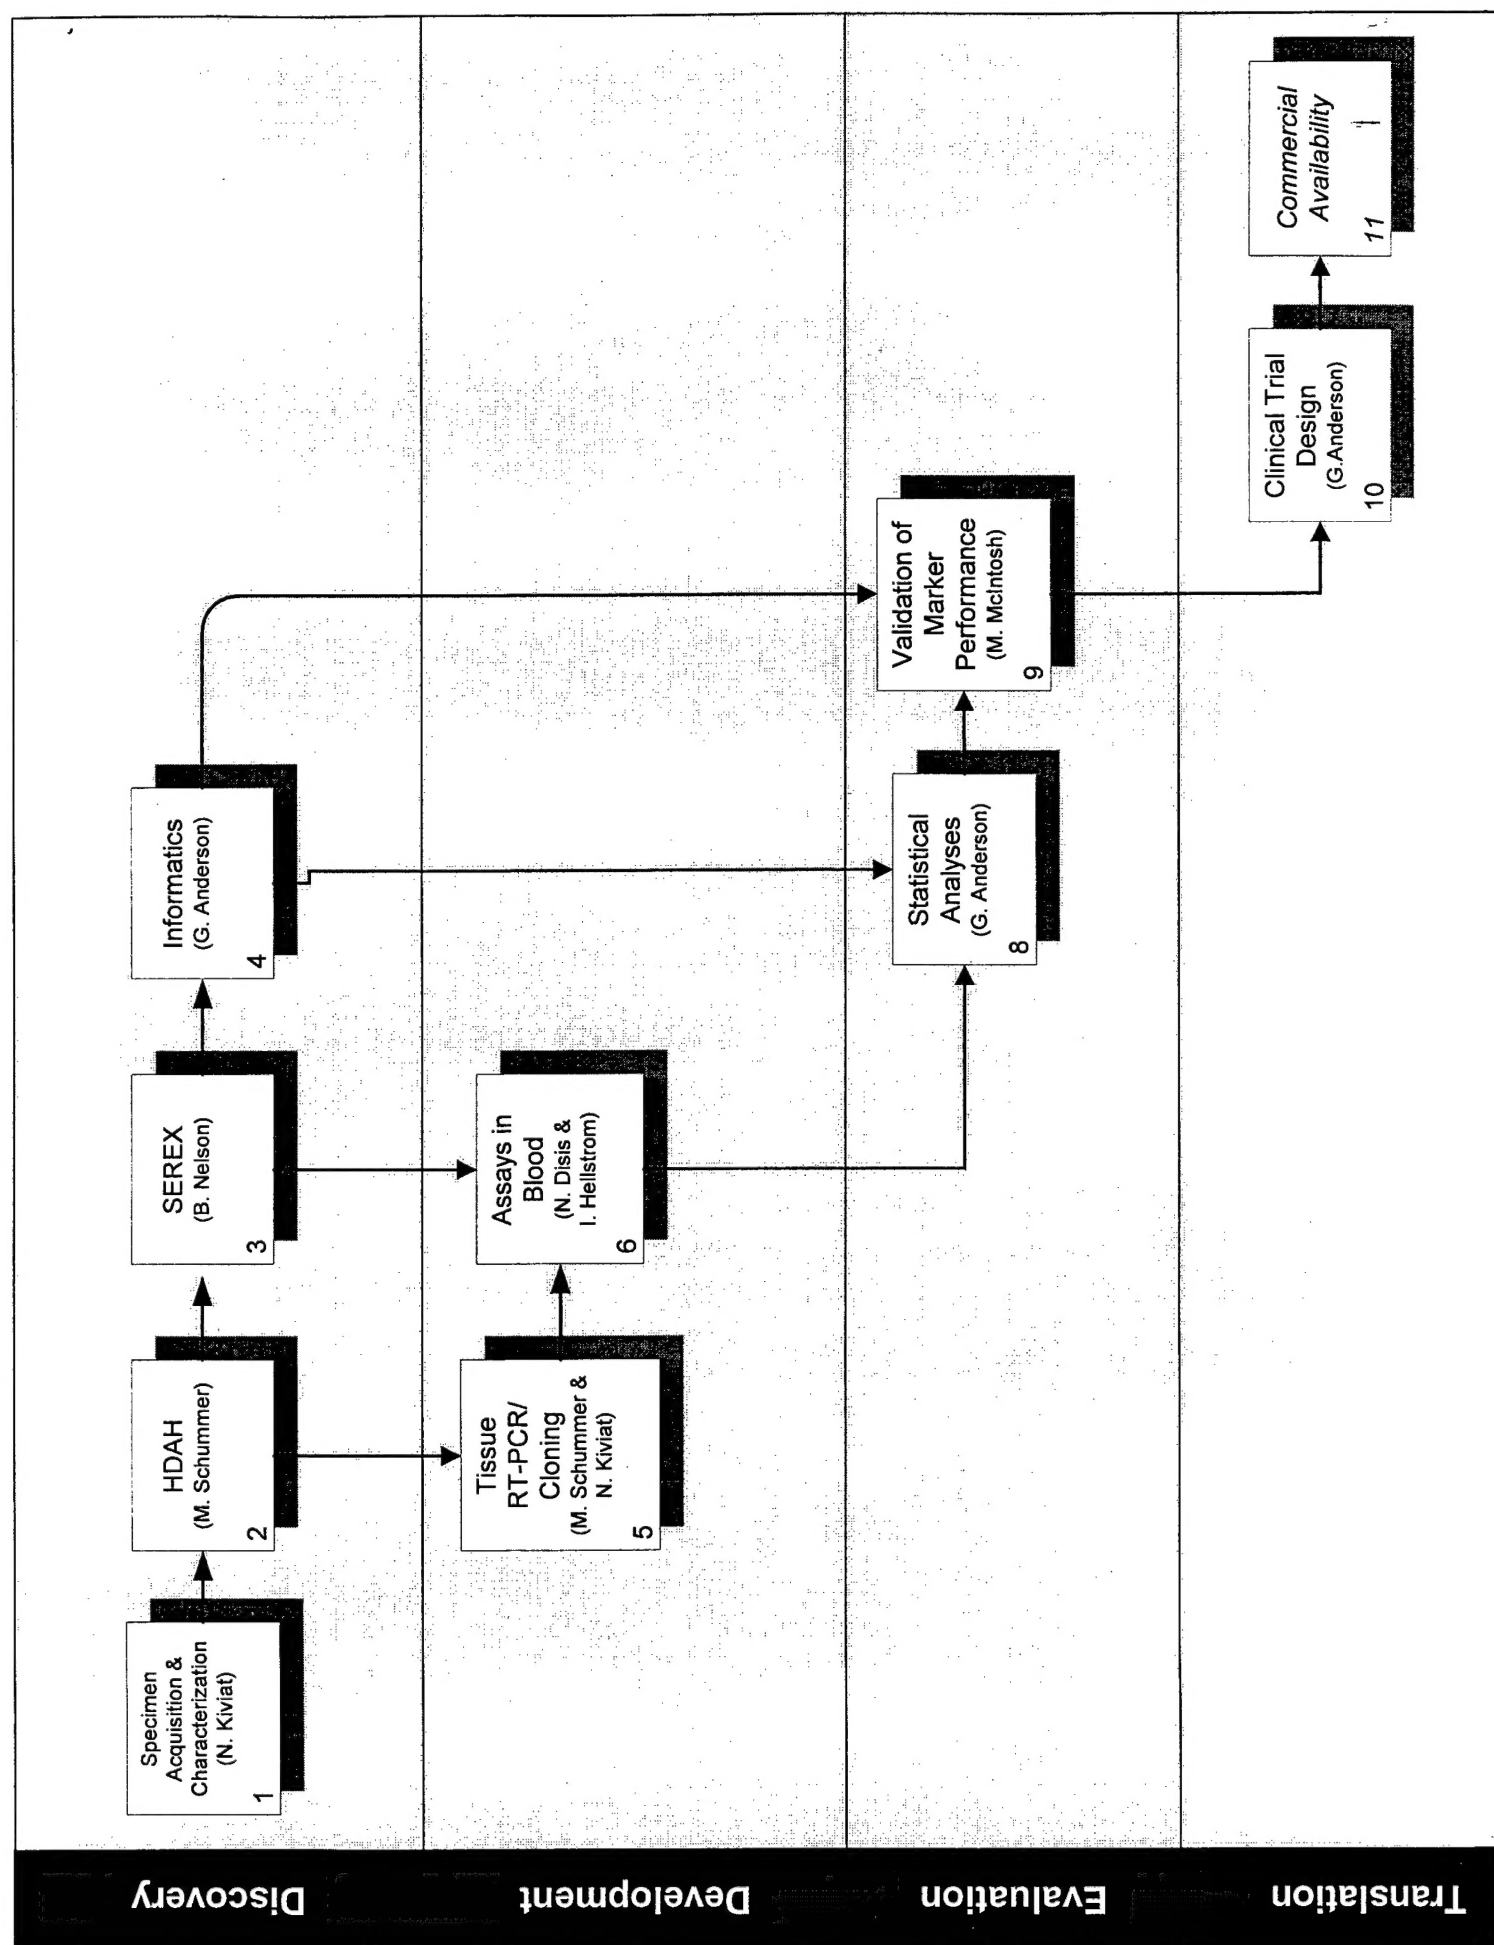 Discovery
Specimen
Acquisition &
Characterization
(N. Kiviat)
1
HDAH
(M. Schummer)
2
SEREX
(B. Nelson)
3
Informatics
(G. Anderson)
4
Development
Tissue
RT-PCR/
Cloning
(M. Schummer &
N. Kiviat)
5
Assays in
Blood
(N. Disis &
I. Hellstrom)
6
Evaluation
Statistical
Analyses
(G. Anderson)
8
Validation of
Marker
Performance
(M. McIntosh)
9
Translation
Clinical Trial
Design
(G.Anderson)
10
Commercial
Availability
11